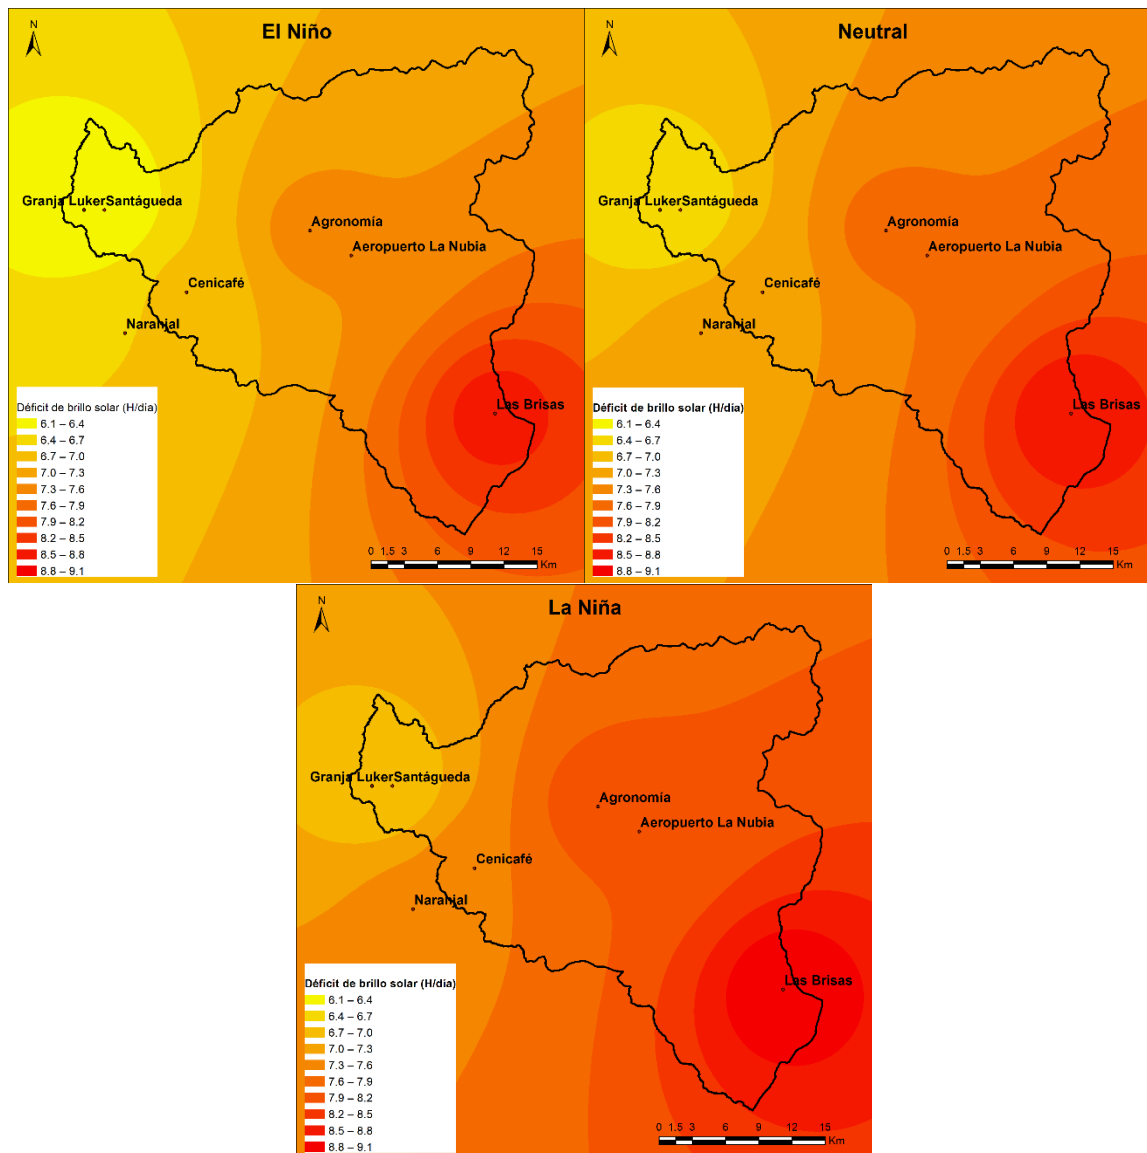 El Niño
N
Granja Luker Santágueda
Agronomía
Aeropuerto La Nubia
Cenicafé
Naranjal
Las Brisas
Déficit de brillo solar (H/día)
6.1 – 6.4
6.4 – 6.7
6.7 – 7.0
7.0 – 7.3
7.3 – 7.6
7.6 – 7.9
7.9 – 8.2
8.2 – 8.5
8.5 – 8.8
8.8 – 9.1
0 1.5 3 6 9 12 15
Km
Neutral
N
Granja Luker Santágueda
Agronomía
Aeropuerto La Nubia
Cenicafé
Naranjal
Las Brisas
Déficit de brillo solar (H/día)
6.1 – 6.4
6.4 – 6.7
6.7 – 7.0
7.0 – 7.3
7.3 – 7.6
7.6 – 7.9
7.9 – 8.2
8.2 – 8.5
8.5 – 8.8
8.8 – 9.1
0 1.5 3 6 9 12 15
Km
La Niña
N
Granja Luker Santágueda
Agronomía
Aeropuerto La Nubia
Cenicafé
Naranjal
Las Brisas
Déficit de brillo solar (H/día)
6.1 – 6.4
6.4 – 6.7
6.7 – 7.0
7.0 – 7.3
7.3 – 7.6
7.6 – 7.9
7.9 – 8.2
8.2 – 8.5
8.5 – 8.8
8.8 – 9.1
0 1.5 3 6 9 12 15
Km